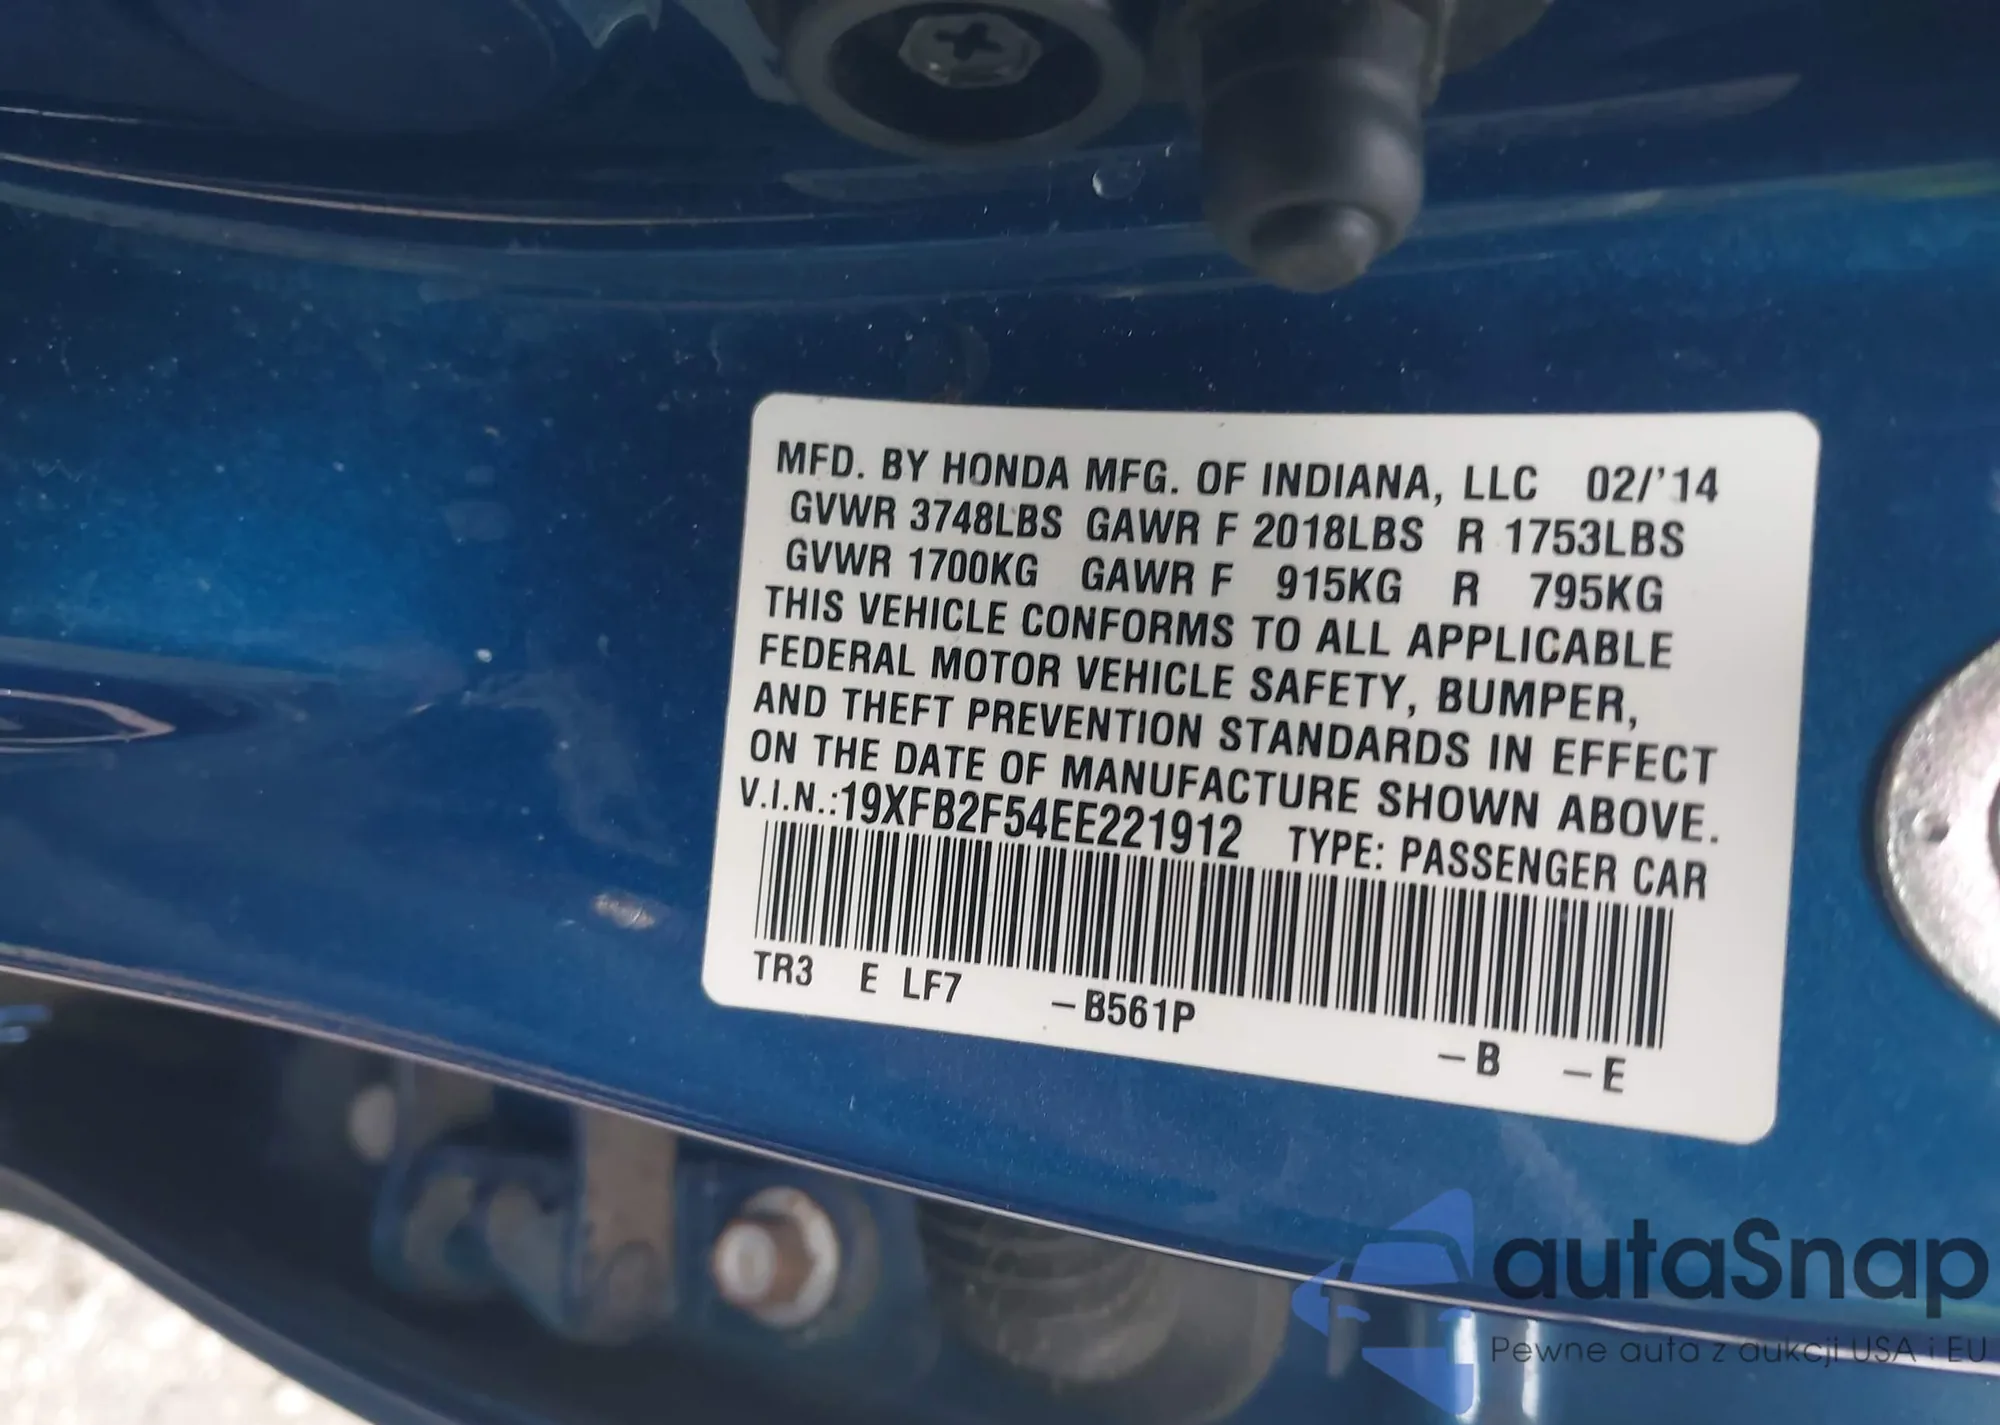 MFD. BY HONDA MFG. OF INDIANA, LLC 02/'14
GVWR 3748LBS GAWR F 2018LBS R 1753LBS
GVWR 1700KG GAWR F 915KG R 795KG
THIS VEHICLE CONFORMS TO ALL APPLICABLE
FEDERAL MOTOR VEHICLE SAFETY, BUMPER,
AND THEFT PREVENTION STANDARDS IN EFFECT
ON THE DATE OF MANUFACTURE SHOWN ABOVE.
V.I.N.:19XFB2F54EE221912 TYPE: PASSENGER CAR
TR3 E LF7 –B561P –B –E
autaSnap
Pewne auta z aukcji USA i EU